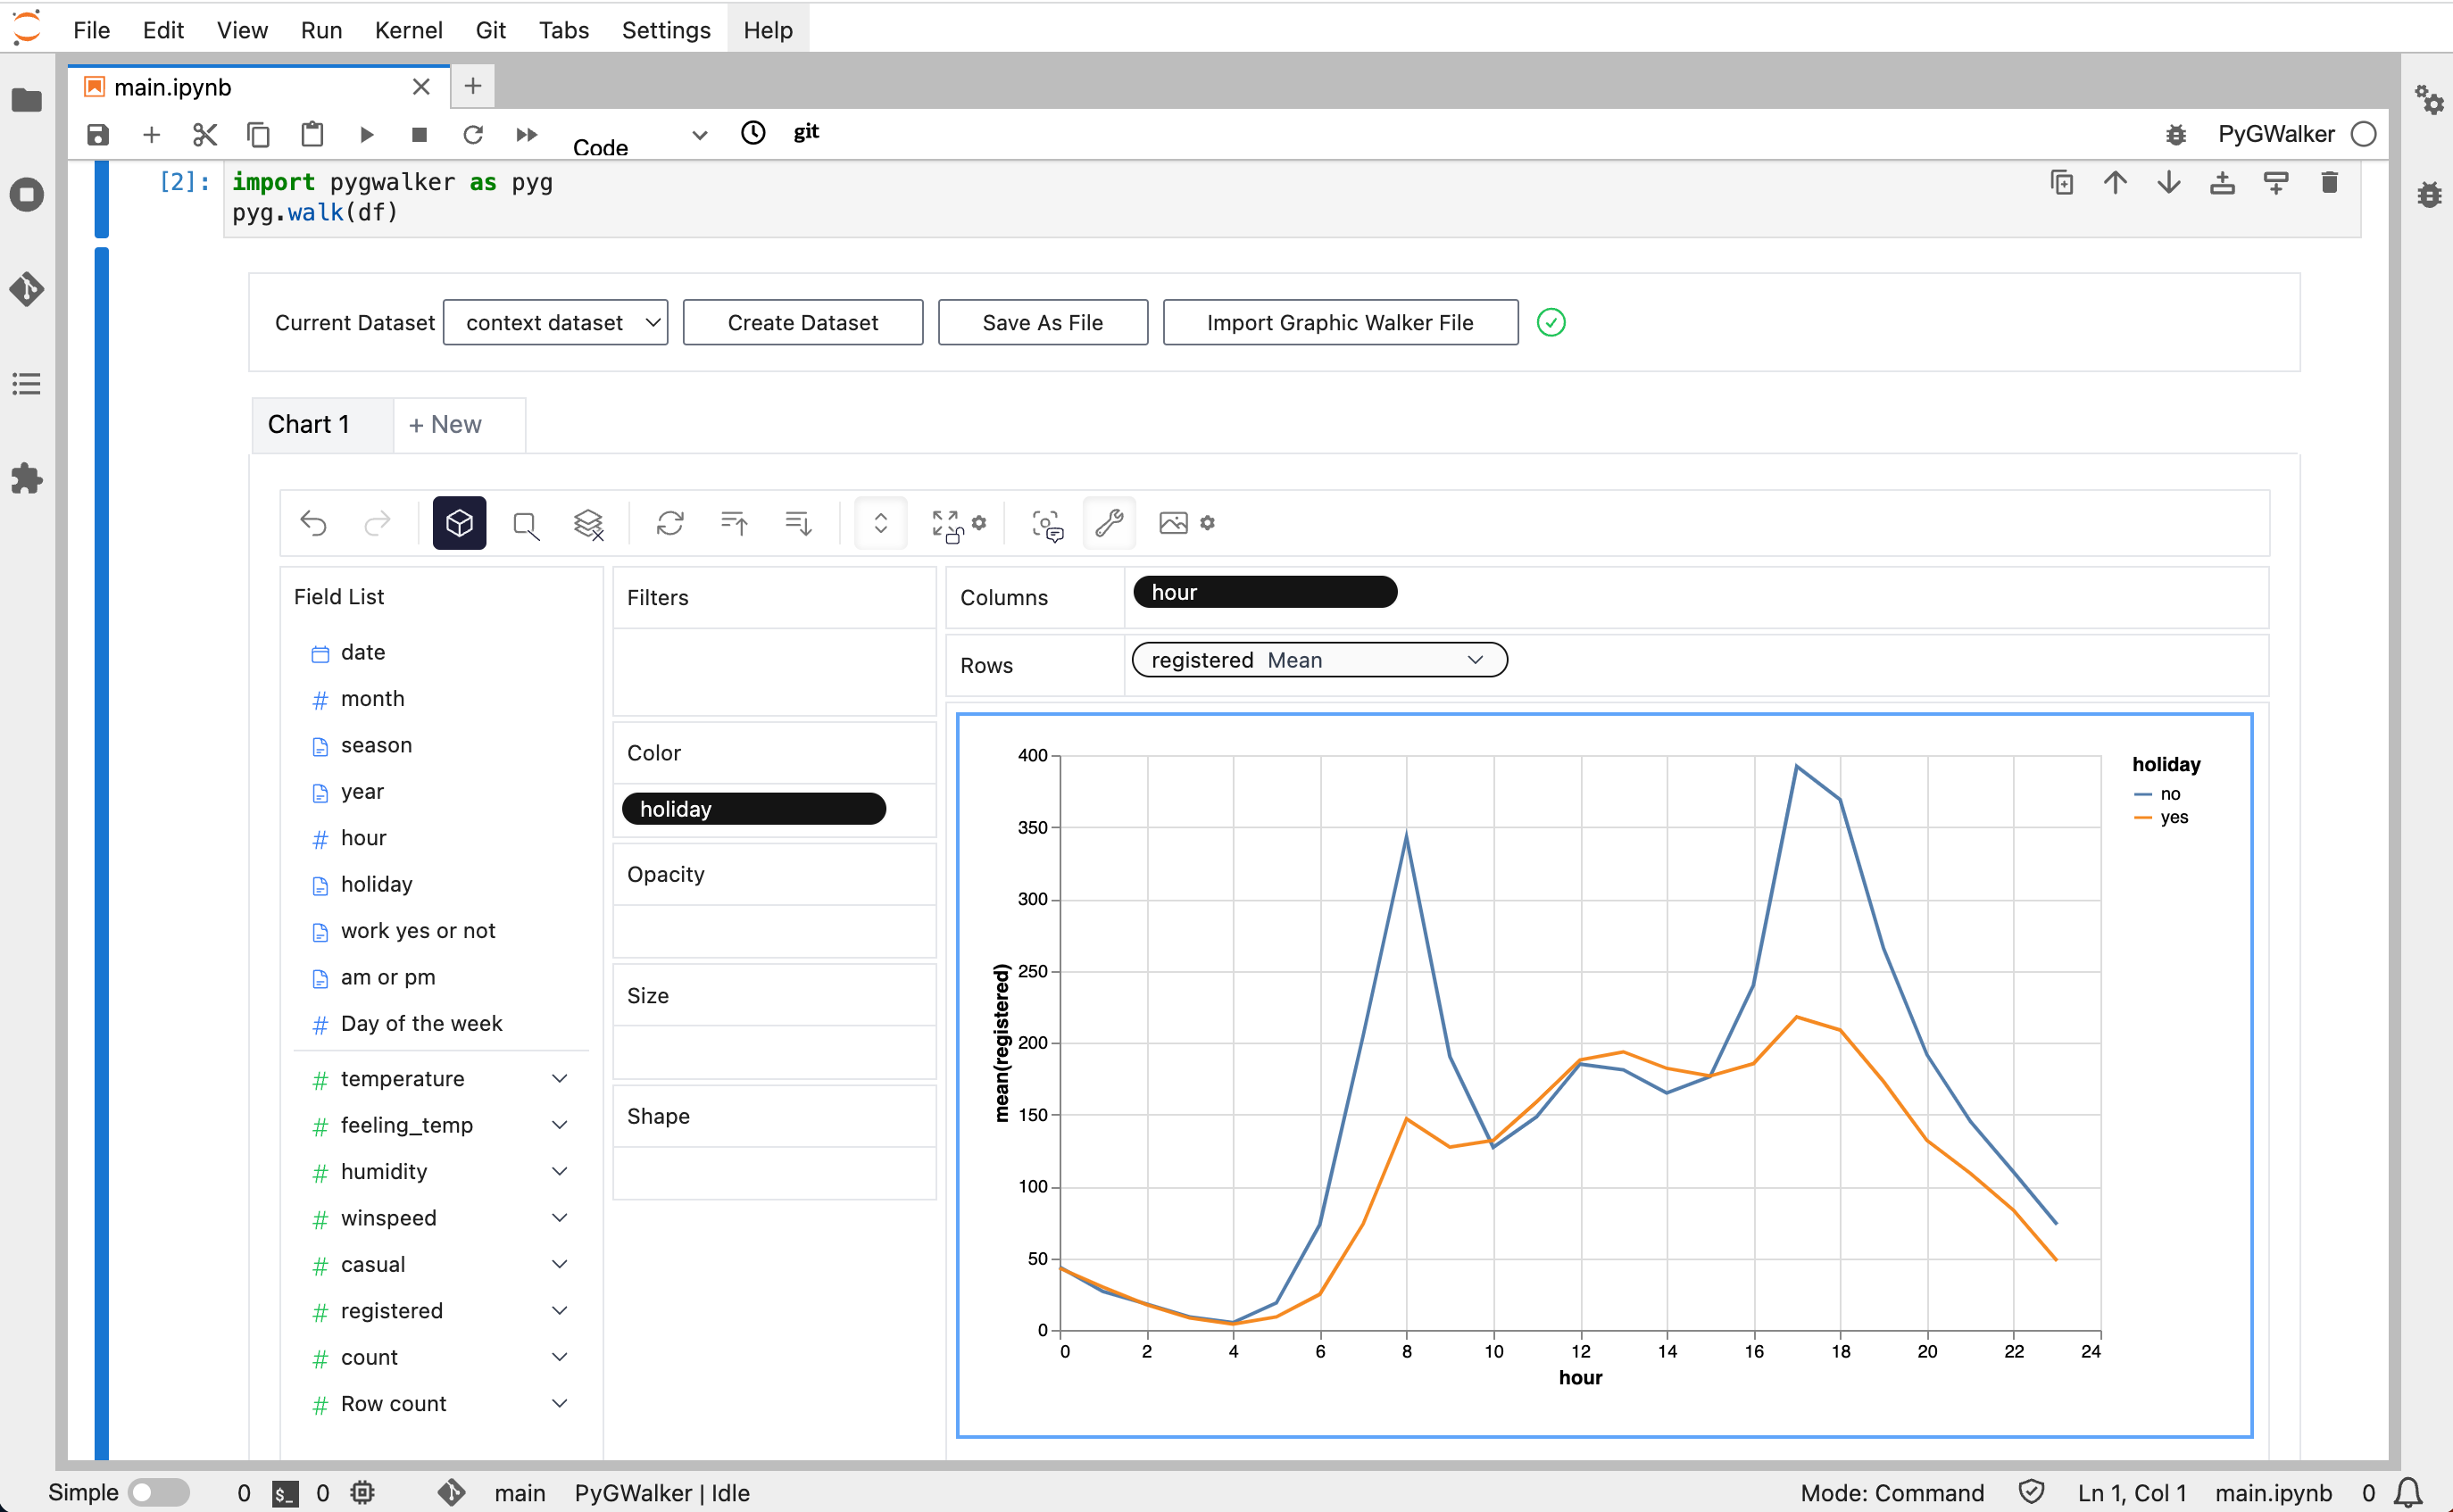 File Edit View Run Kernel Git Tabs Settings Help
main.ipynb
Code git PyGWalker
[2]: import pygwalker as pyg
pyg.walk(df)
Current Dataset context dataset Create Dataset Save As File Import Graphic Walker File
Chart 1 + New
Field List
date
month
season
year
hour
holiday
work yes or not
am or pm
Day of the week
temperature
feeling_temp
humidity
winspeed
casual
registered
count
Row count
Filters
Color
holiday
Opacity
Size
Shape
Columns hour
Rows registered Mean
400
350
300
250
200
150
100
50
0
mean(registered)
0 2 4 6 8 10 12 14 16 18 20 22 24
hour
holiday
no
yes
Simple 0 $_ 0 main PyGWalker | Idle Mode: Command Ln 1, Col 1 main.ipynb 0